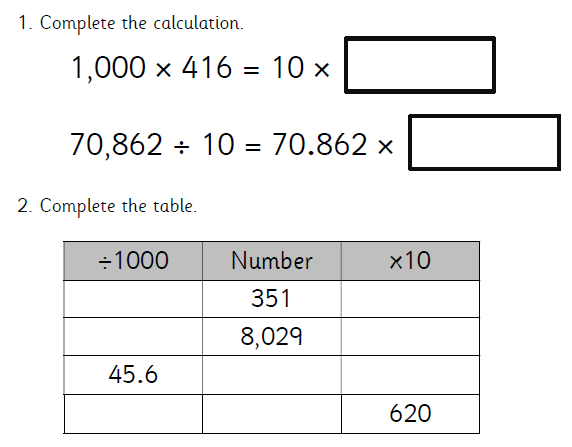 1. Complete the calculation.
1,000 × 416 = 10 ×
70,862 ÷ 10 = 70.862 ×
2. Complete the table.
÷1000 Number ×10
351
8,029
45.6
620